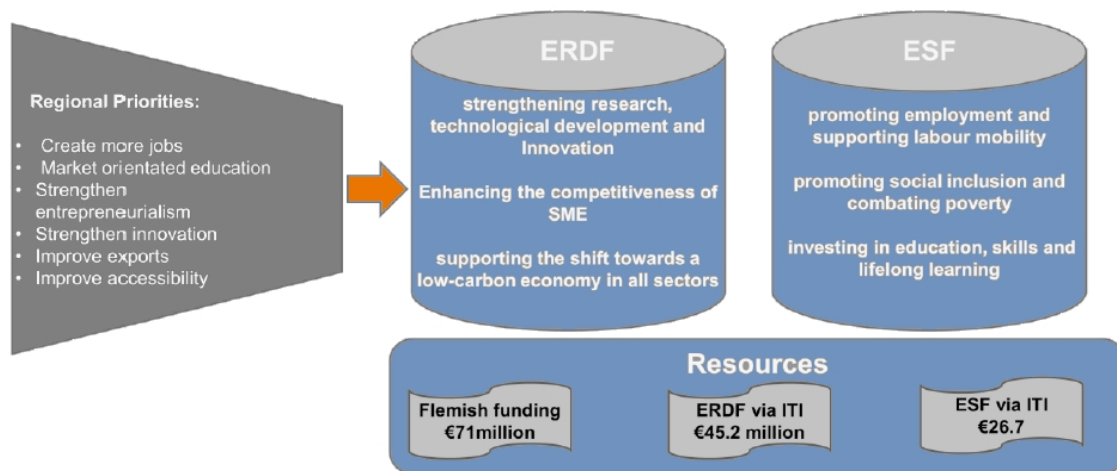 Regional Priorities:
• Create more jobs
• Market orientated education
• Strengthen
entrepreneurialism
• Strengthen innovation
• Improve exports
• Improve accessibility
ERDF
strengthening research,
technological development and
Innovation
Enhancing the competitiveness of
SME
supporting the shift towards a
low-carbon economy in all sectors
ESF
promoting employment and
supporting labour mobility
promoting social inclusion and
combating poverty
investing in education, skills and
lifelong learning
Resources
Flemish funding
€71million
ERDF via ITI
€45.2 million
ESF via ITI
€26.7